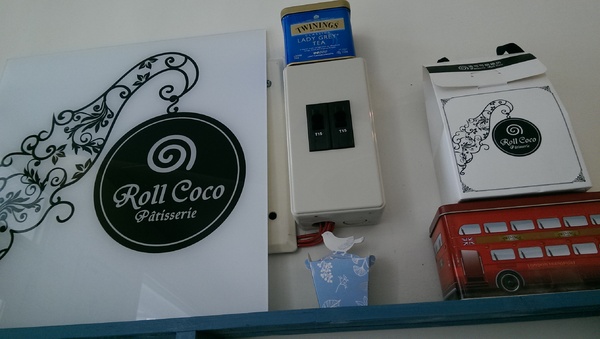 Roll Coco
Pâtisserie
TWININGS
LADY GREY
TEA
Roll Coco
Pâtisserie